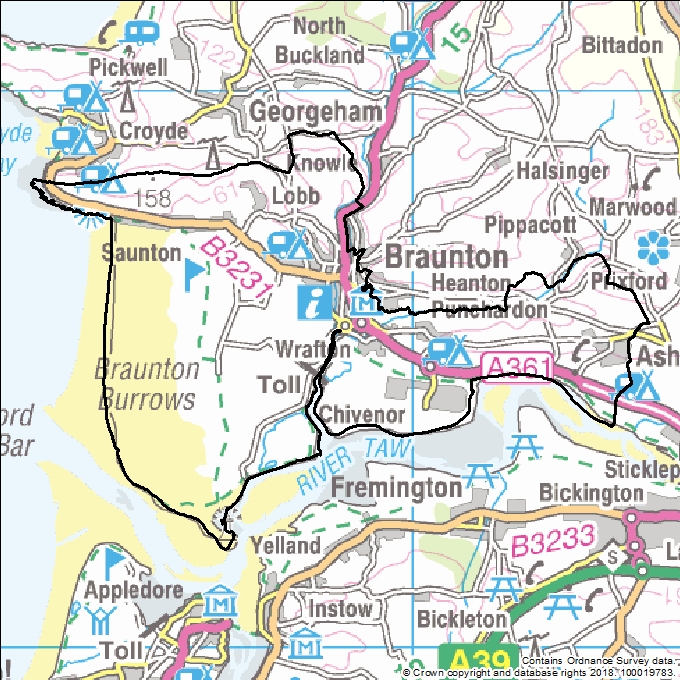 North
Buckland
15
Bittadon
122
Pickwell
Georgeham
183
Croyde
Knowle
Halsinger
158
61
Lobb
Marwood
Pippacott
Saunton
B3231
Braunton
Heanton
Punchardon
Prixford
i
M
Wrafton
Toll
A361
Ash
Braunton
Burrows
Chivenor
ord
Bar
RIVER TAW
Sticklep
Fremington
Bickington
B3233
Yelland
S
Appledore
M
Instow
Bickleton
Toll
M
A39
Contains Ordnance Survey data.
© Crown copyright and database rights 2018. 100019783.